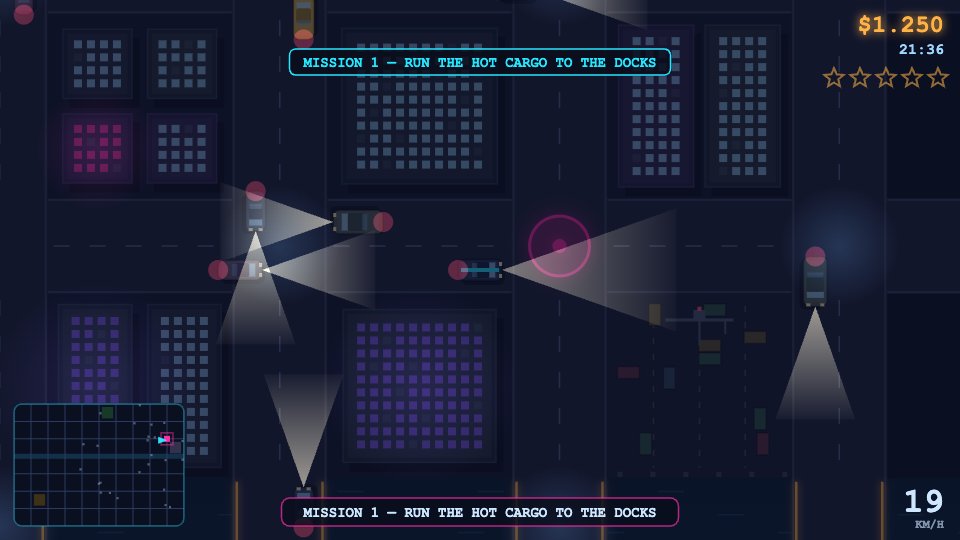 $1.250
21:36
MISSION 1 — RUN THE HOT CARGO TO THE DOCKS
MISSION 1 — RUN THE HOT CARGO TO THE DOCKS
19
KM/H